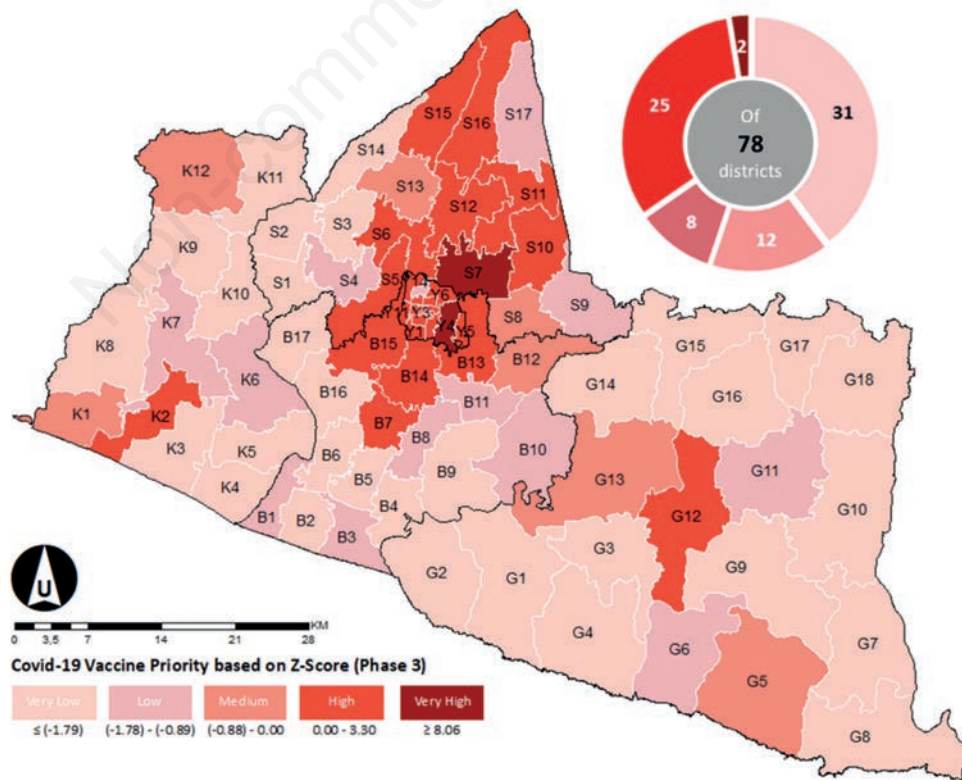 Non-comm
2
25
31
Of
78
districts
8
12
S15
S16
S17
S14
K12
K11
S13
S11
S12
S3
S2
S6
S10
K9
S7
S4
S5
S1
K10
Y6
Y3
S9
K7
S8
Y4
Y5
Y1
B17
B15
B12
G15
G17
K8
B13
G18
B14
K6
B16
G14
G16
B11
K1
K2
B7
B8
G11
K3
K5
B6
B9
B10
G13
B5
K4
B4
G12
G10
B1
B2
B3
G3
G2
G1
G9
U
G4
G7
G6
G5
KM
0 3,5 7 14 21 28
Covid-19 Vaccine Priority based on Z-Score (Phase 3)
Very Low Low Medium High Very High
≤ (-1.79) (-1.78) - (-0.89) (-0.88) - 0.00 0.00 - 3.30 ≥ 8.06
G8